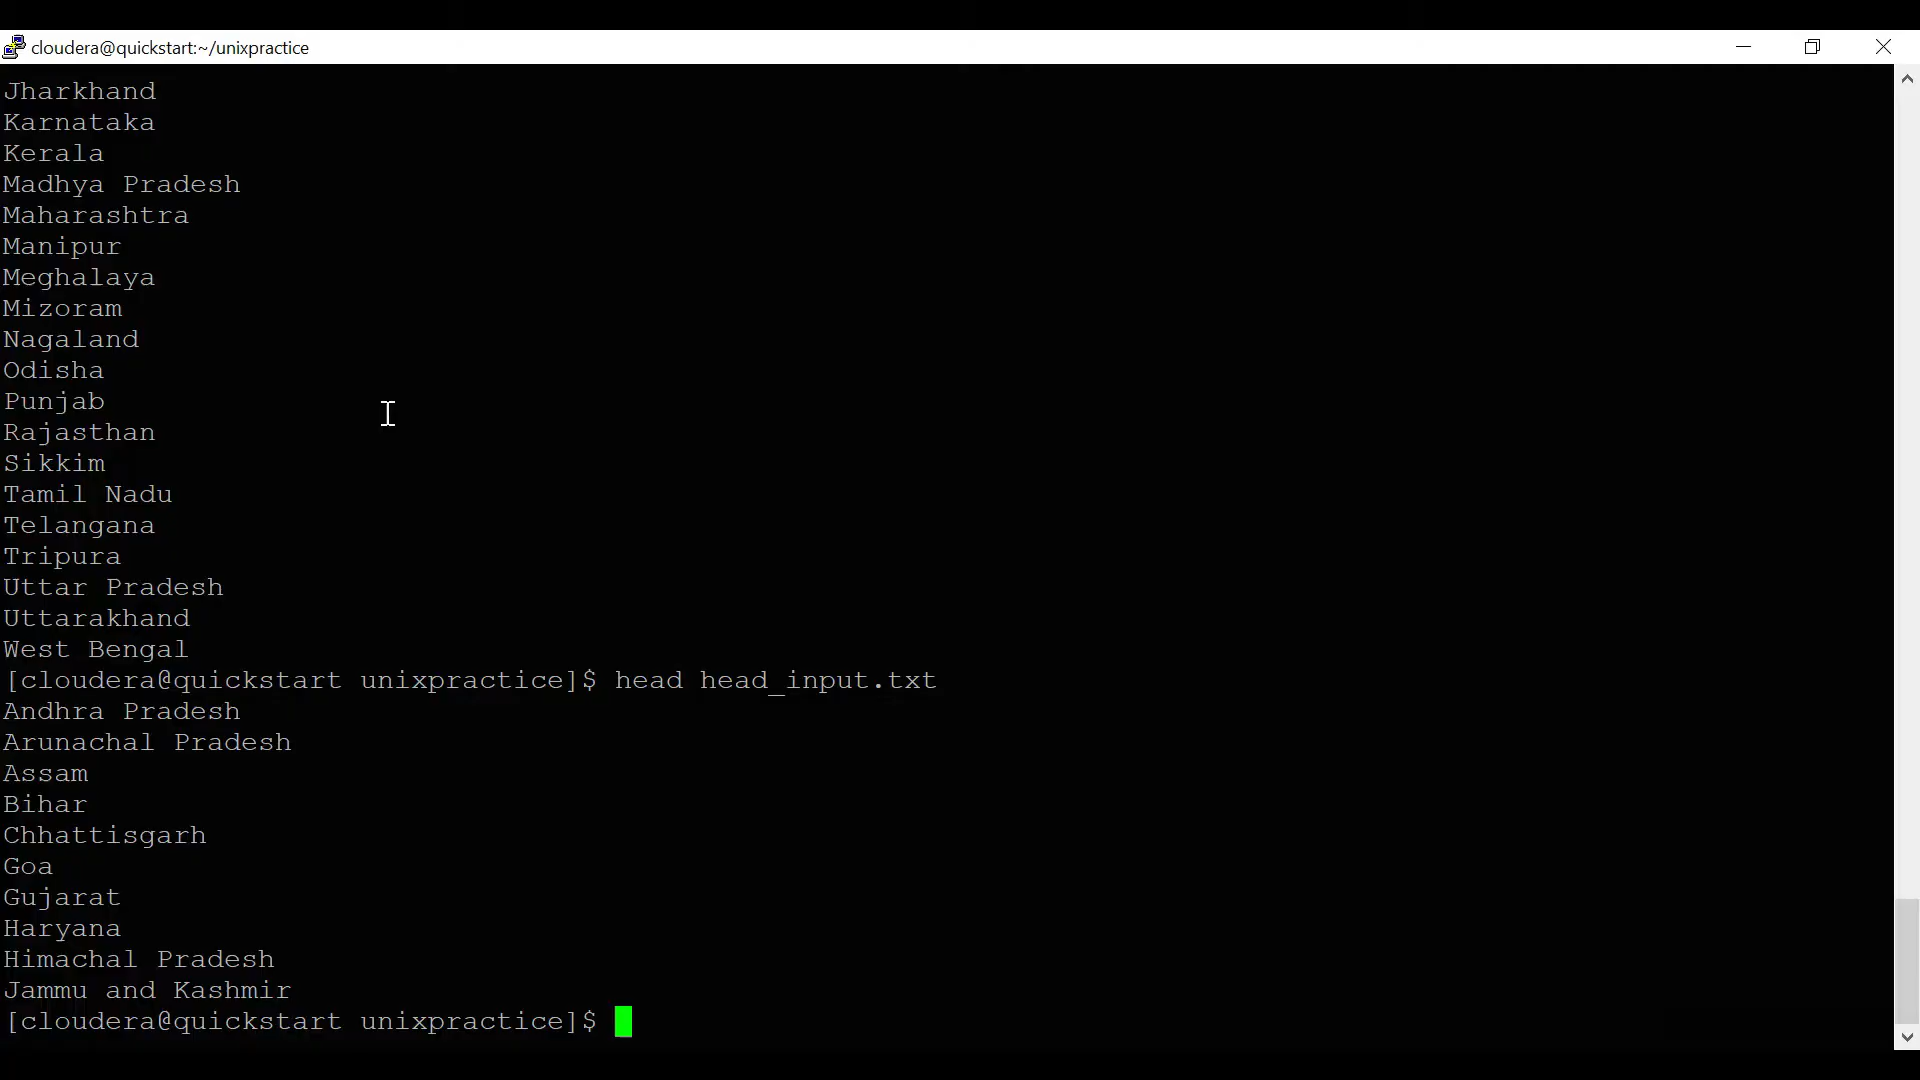 cloudera@quickstart:~/unixpractice
Jharkhand
Karnataka
Kerala
Madhya Pradesh
Maharashtra
Manipur
Meghalaya
Mizoram
Nagaland
Odisha
Punjab
Rajasthan
Sikkim
Tamil Nadu
Telangana
Tripura
Uttar Pradesh
Uttarakhand
West Bengal
[cloudera@quickstart unixpractice]$ head head_input.txt
Andhra Pradesh
Arunachal Pradesh
Assam
Bihar
Chhattisgarh
Goa
Gujarat
Haryana
Himachal Pradesh
Jammu and Kashmir
[cloudera@quickstart unixpractice]$